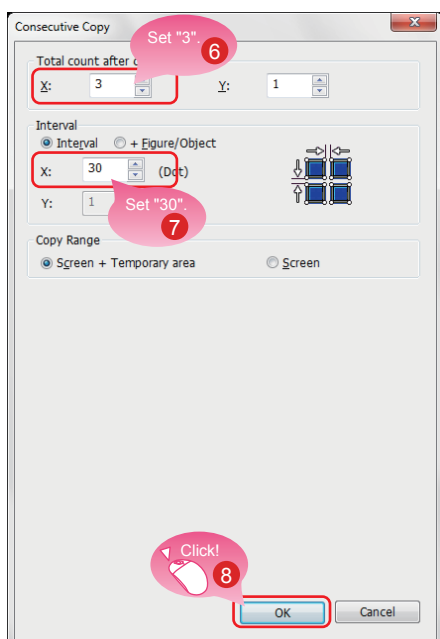 Consecutive Copy
Set "3".
6
Total count after
X: 3 Y: 1
Interval
Interval + Figure/Object
X: 30 (Dot)
Y: 1
Set "30".
7
Copy Range
Screen + Temporary area Screen
Click!
8
OK Cancel